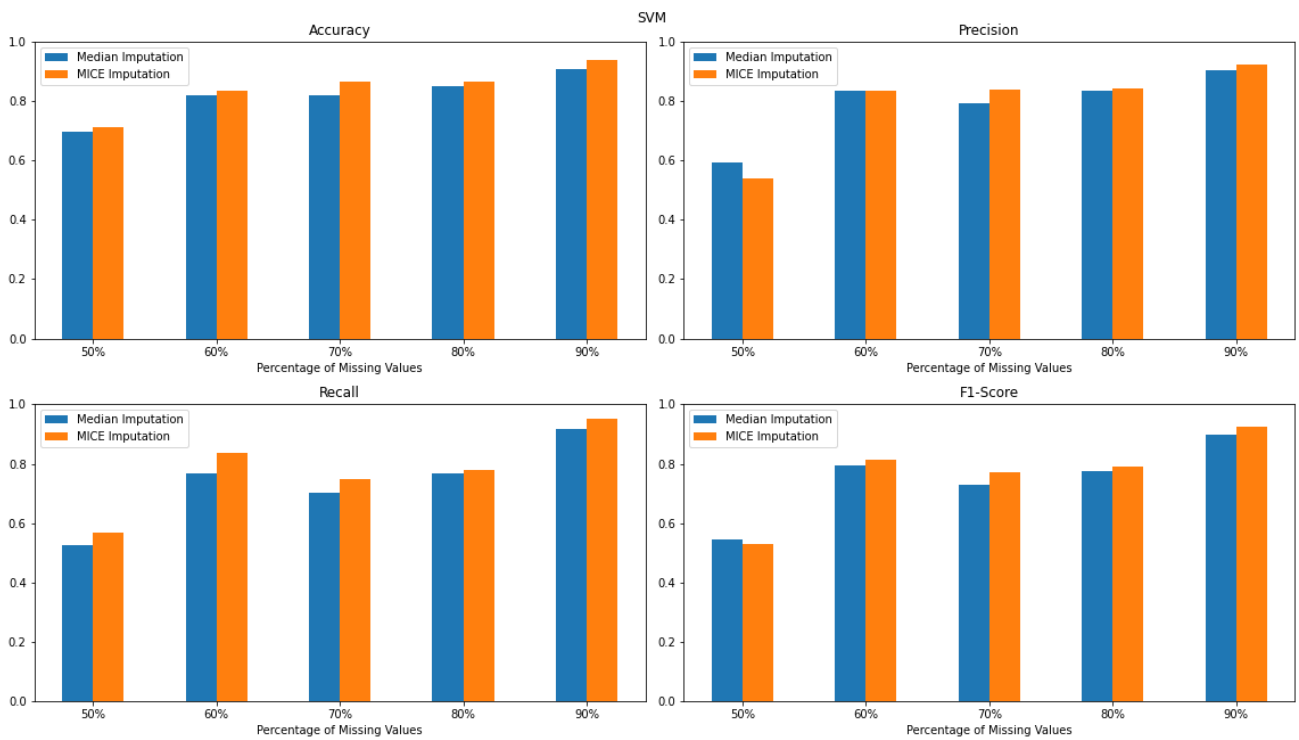 SVM
Accuracy
1.0
0.8
0.6
0.4
0.2
0.0
Median Imputation
MICE Imputation
50% 60% 70% 80% 90%
Percentage of Missing Values
Precision
1.0
0.8
0.6
0.4
0.2
0.0
Median Imputation
MICE Imputation
50% 60% 70% 80% 90%
Percentage of Missing Values
Recall
1.0
0.8
0.6
0.4
0.2
0.0
Median Imputation
MICE Imputation
50% 60% 70% 80% 90%
Percentage of Missing Values
F1-Score
1.0
0.8
0.6
0.4
0.2
0.0
Median Imputation
MICE Imputation
50% 60% 70% 80% 90%
Percentage of Missing Values